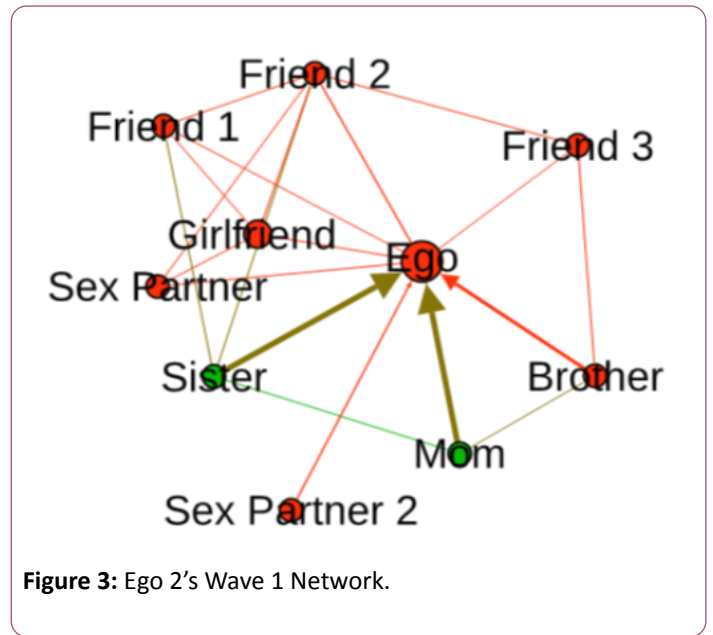 Friend 2
Friend 1
Friend 3
Girlfriend
Ego
Sex Partner
Sister
Brother
Mom
Sex Partner 2
Figure 3: Ego 2’s Wave 1 Network.